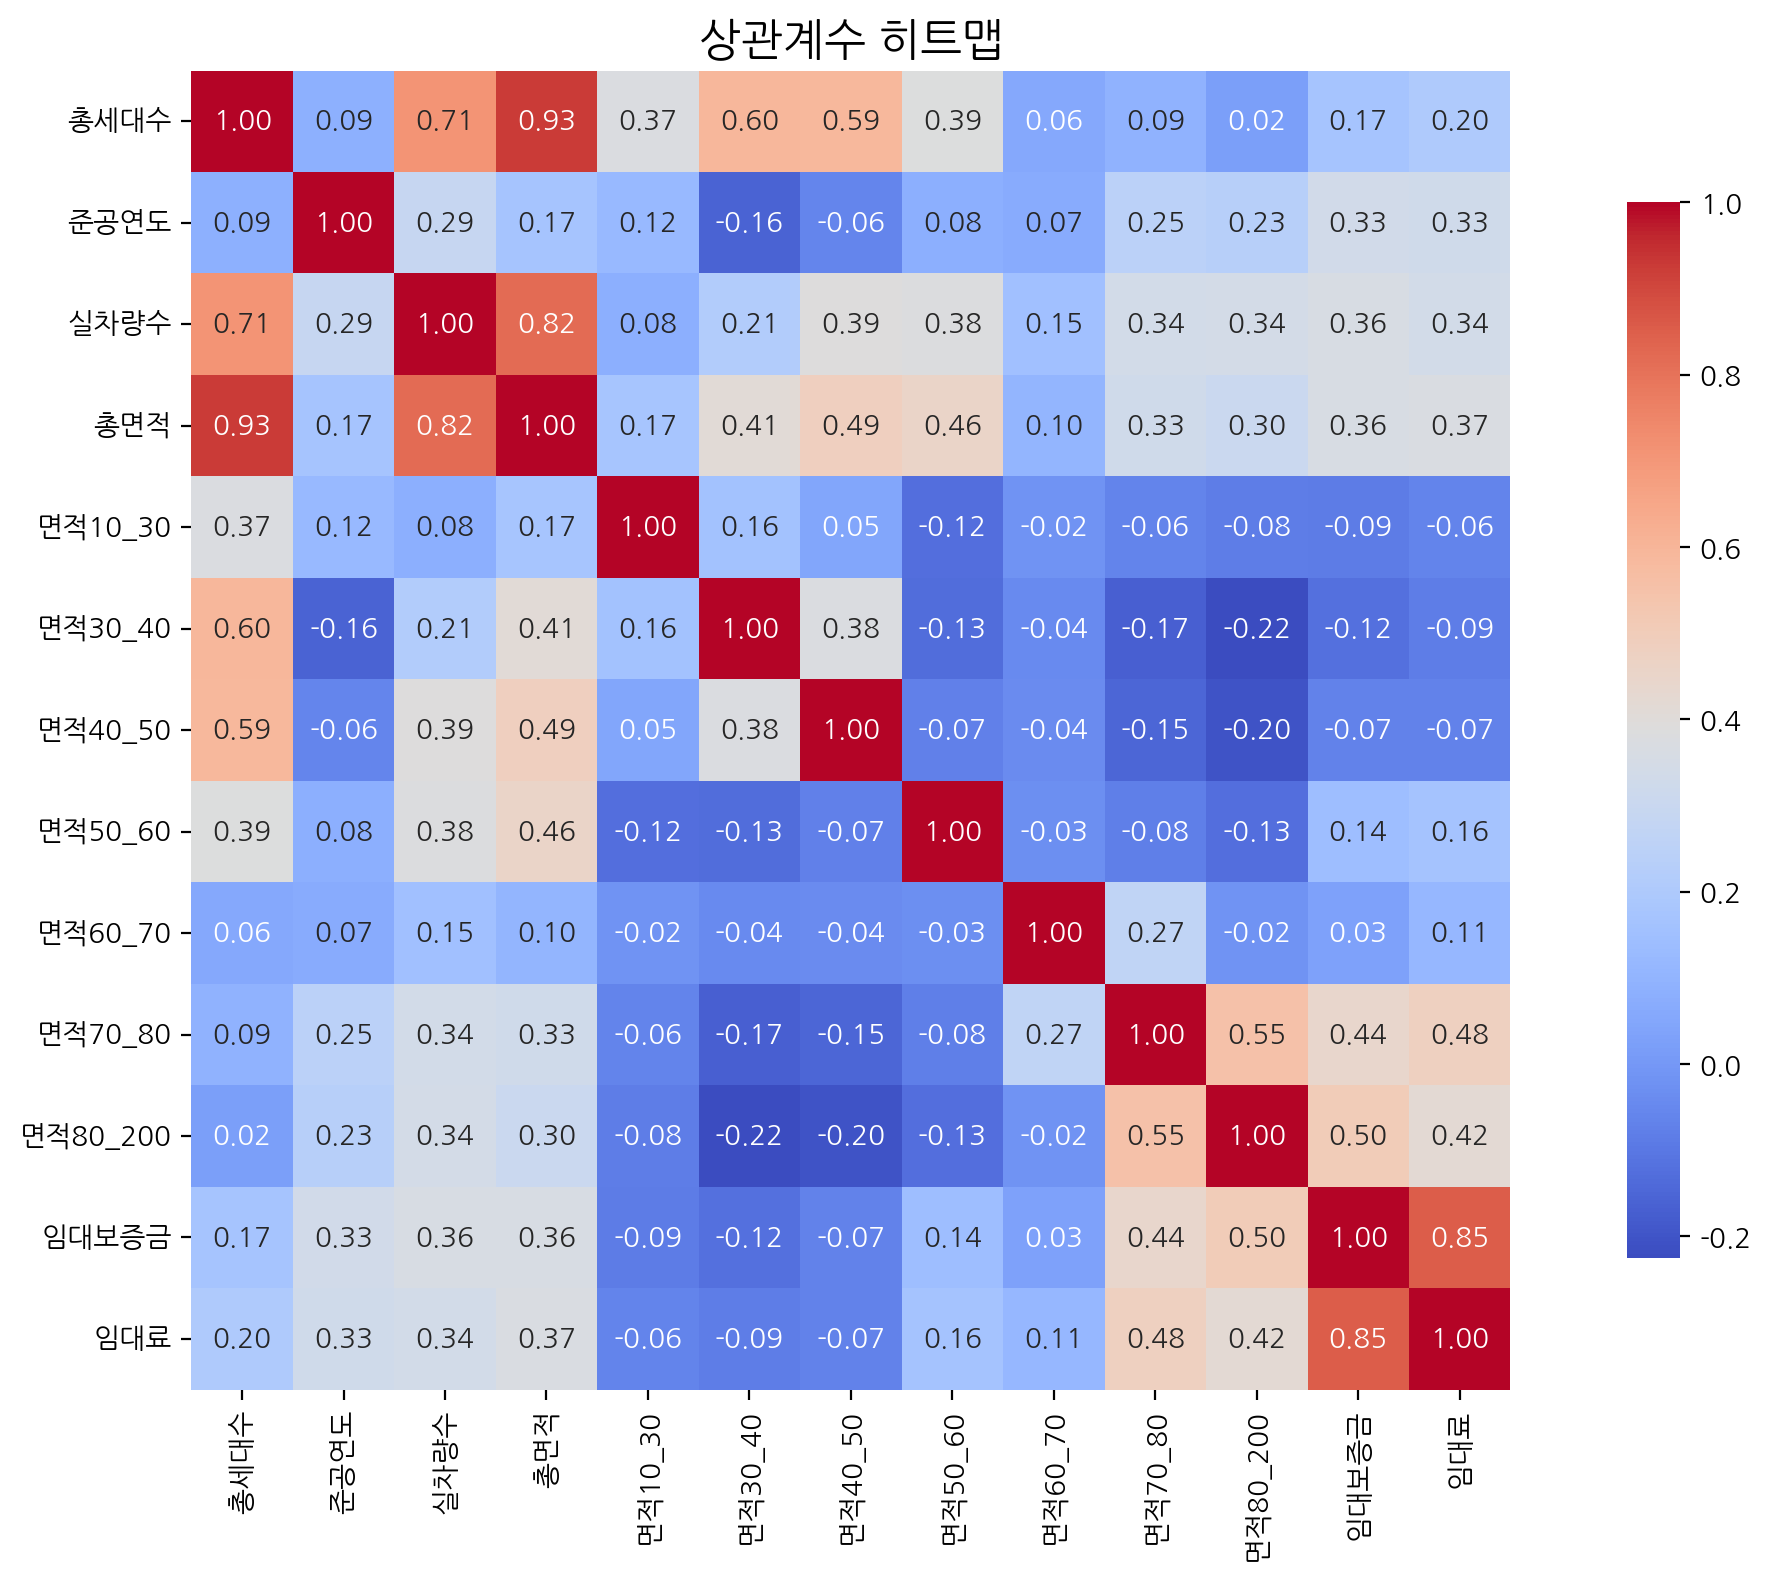 상관계수 히트맵
총세대수 1.00 0.09 0.71 0.93 0.37 0.60 0.59 0.39 0.06 0.09 0.02 0.17 0.20
준공연도 0.09 1.00 0.29 0.17 0.12 -0.16 -0.06 0.08 0.07 0.25 0.23 0.33 0.33
실차량수 0.71 0.29 1.00 0.82 0.08 0.21 0.39 0.38 0.15 0.34 0.34 0.36 0.34
총면적 0.93 0.17 0.82 1.00 0.17 0.41 0.49 0.46 0.10 0.33 0.30 0.36 0.37
면적10_30 0.37 0.12 0.08 0.17 1.00 0.16 0.05 -0.12 -0.02 -0.06 -0.08 -0.09 -0.06
면적30_40 0.60 -0.16 0.21 0.41 0.16 1.00 0.38 -0.13 -0.04 -0.17 -0.22 -0.12 -0.09
면적40_50 0.59 -0.06 0.39 0.49 0.05 0.38 1.00 -0.07 -0.04 -0.15 -0.20 -0.07 -0.07
면적50_60 0.39 0.08 0.38 0.46 -0.12 -0.13 -0.07 1.00 -0.03 -0.08 -0.13 0.14 0.16
면적60_70 0.06 0.07 0.15 0.10 -0.02 -0.04 -0.04 -0.03 1.00 0.27 -0.02 0.03 0.11
면적70_80 0.09 0.25 0.34 0.33 -0.06 -0.17 -0.15 -0.08 0.27 1.00 0.55 0.44 0.48
면적80_200 0.02 0.23 0.34 0.30 -0.08 -0.22 -0.20 -0.13 -0.02 0.55 1.00 0.50 0.42
임대보증금 0.17 0.33 0.36 0.36 -0.09 -0.12 -0.07 0.14 0.03 0.44 0.50 1.00 0.85
임대료 0.20 0.33 0.34 0.37 -0.06 -0.09 -0.07 0.16 0.11 0.48 0.42 0.85 1.00
총세대수 준공연도 실차량수 총면적 면적10_30 면적30_40 면적40_50 면적50_60 면적60_70 면적70_80 면적80_200 임대보증금 임대료
1.0
0.8
0.6
0.4
0.2
0.0
-0.2